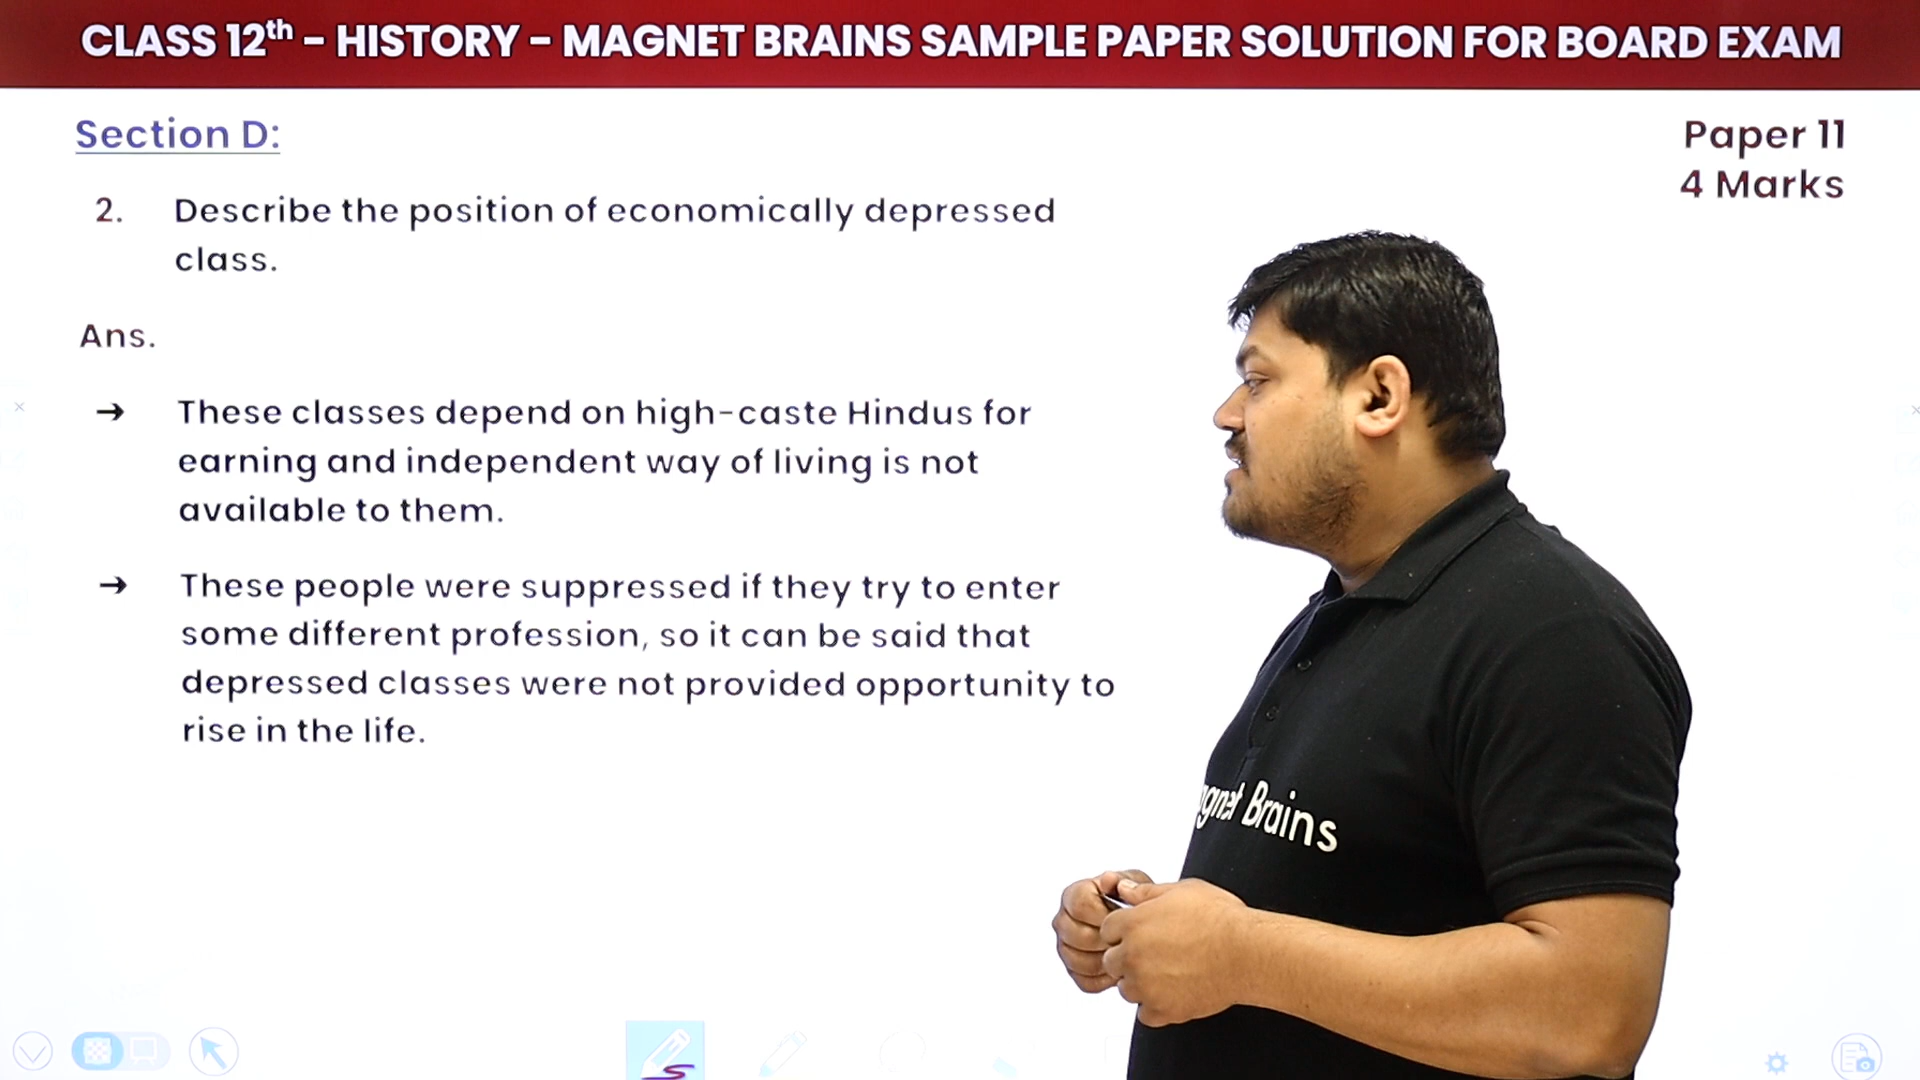 CLASS 12th - HISTORY - MAGNET BRAINS SAMPLE PAPER SOLUTION FOR BOARD EXAM
Section D:
Paper 11
4 Marks
2. Describe the position of economically depressed
class.
Ans.
→ These classes depend on high-caste Hindus for
earning and independent way of living is not
available to them.
→ These people were suppressed if they try to enter
some different profession, so it can be said that
depressed classes were not provided opportunity to
rise in the life.
gnet Brains